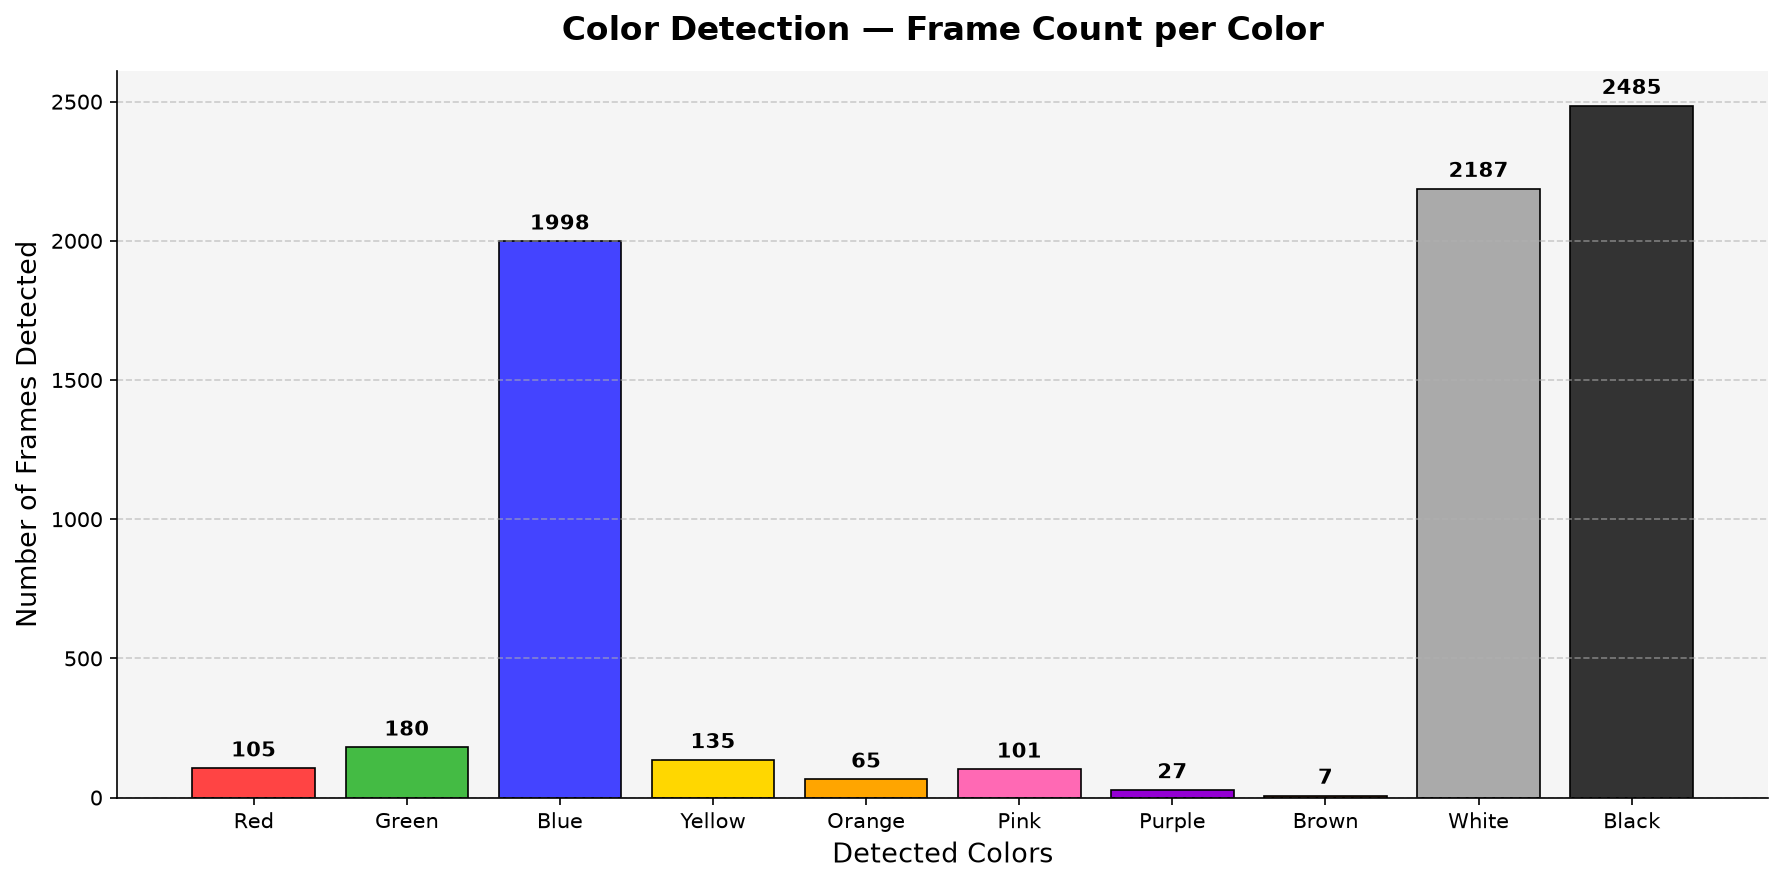 Color Detection — Frame Count per Color
Number of Frames Detected
2500
2000
1500
1000
500
0
105
180
1998
135
65
101
27
7
2187
2485
Red
Green
Blue
Yellow
Orange
Pink
Purple
Brown
White
Black
Detected Colors